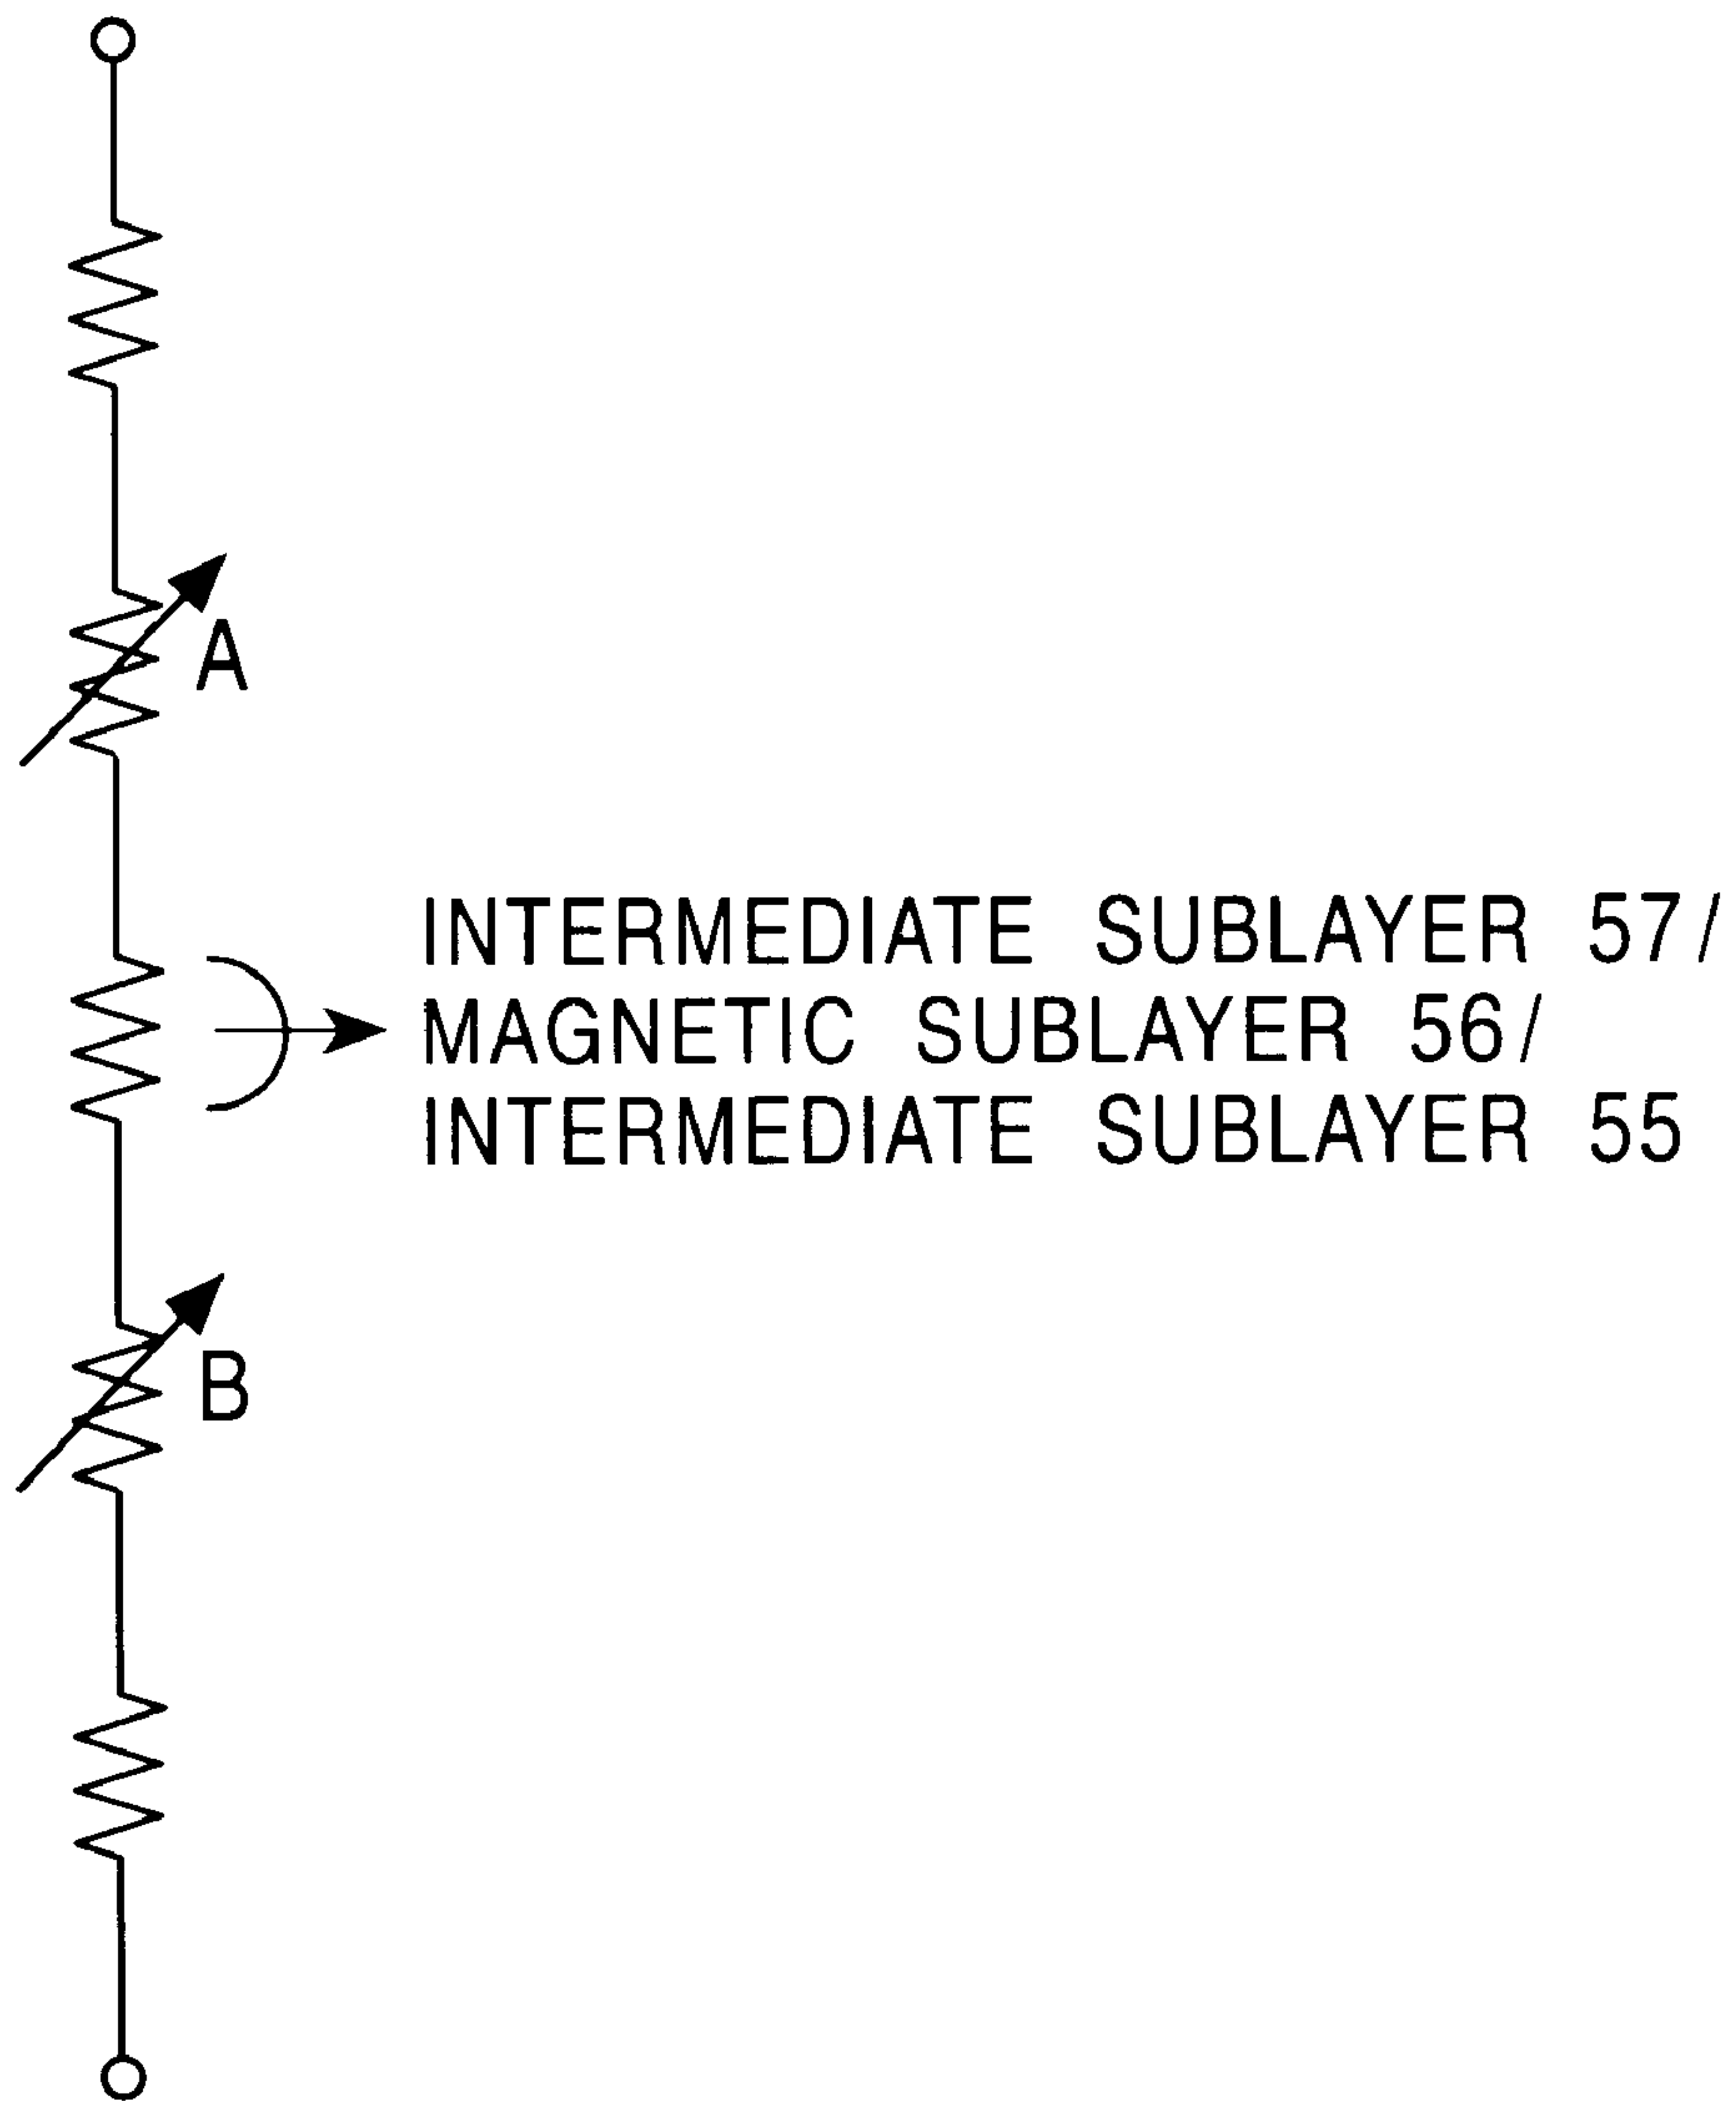 A
INTERMEDIATE SUBLAYER 57/
MAGNETIC SUBLAYER 56/
INTERMEDIATE SUBLAYER 55
B